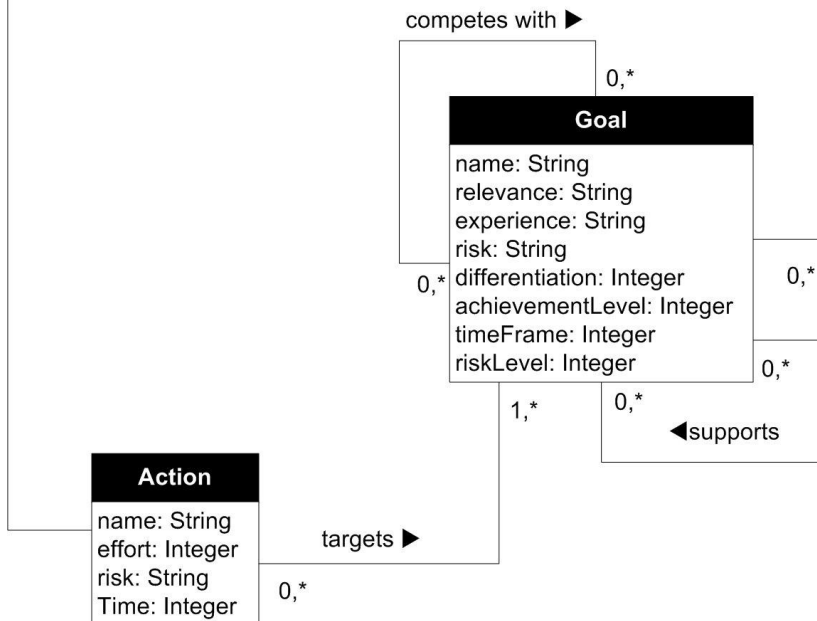 competes with ▶
0,*
Goal
name: String
relevance: String
experience: String
risk: String
differentiation: Integer
achievementLevel: Integer
timeFrame: Integer
riskLevel: Integer
0,*
0,*
0,*
1,*
0,*
◀supports
Action
name: String
effort: Integer
risk: String
Time: Integer
targets ▶
0,*